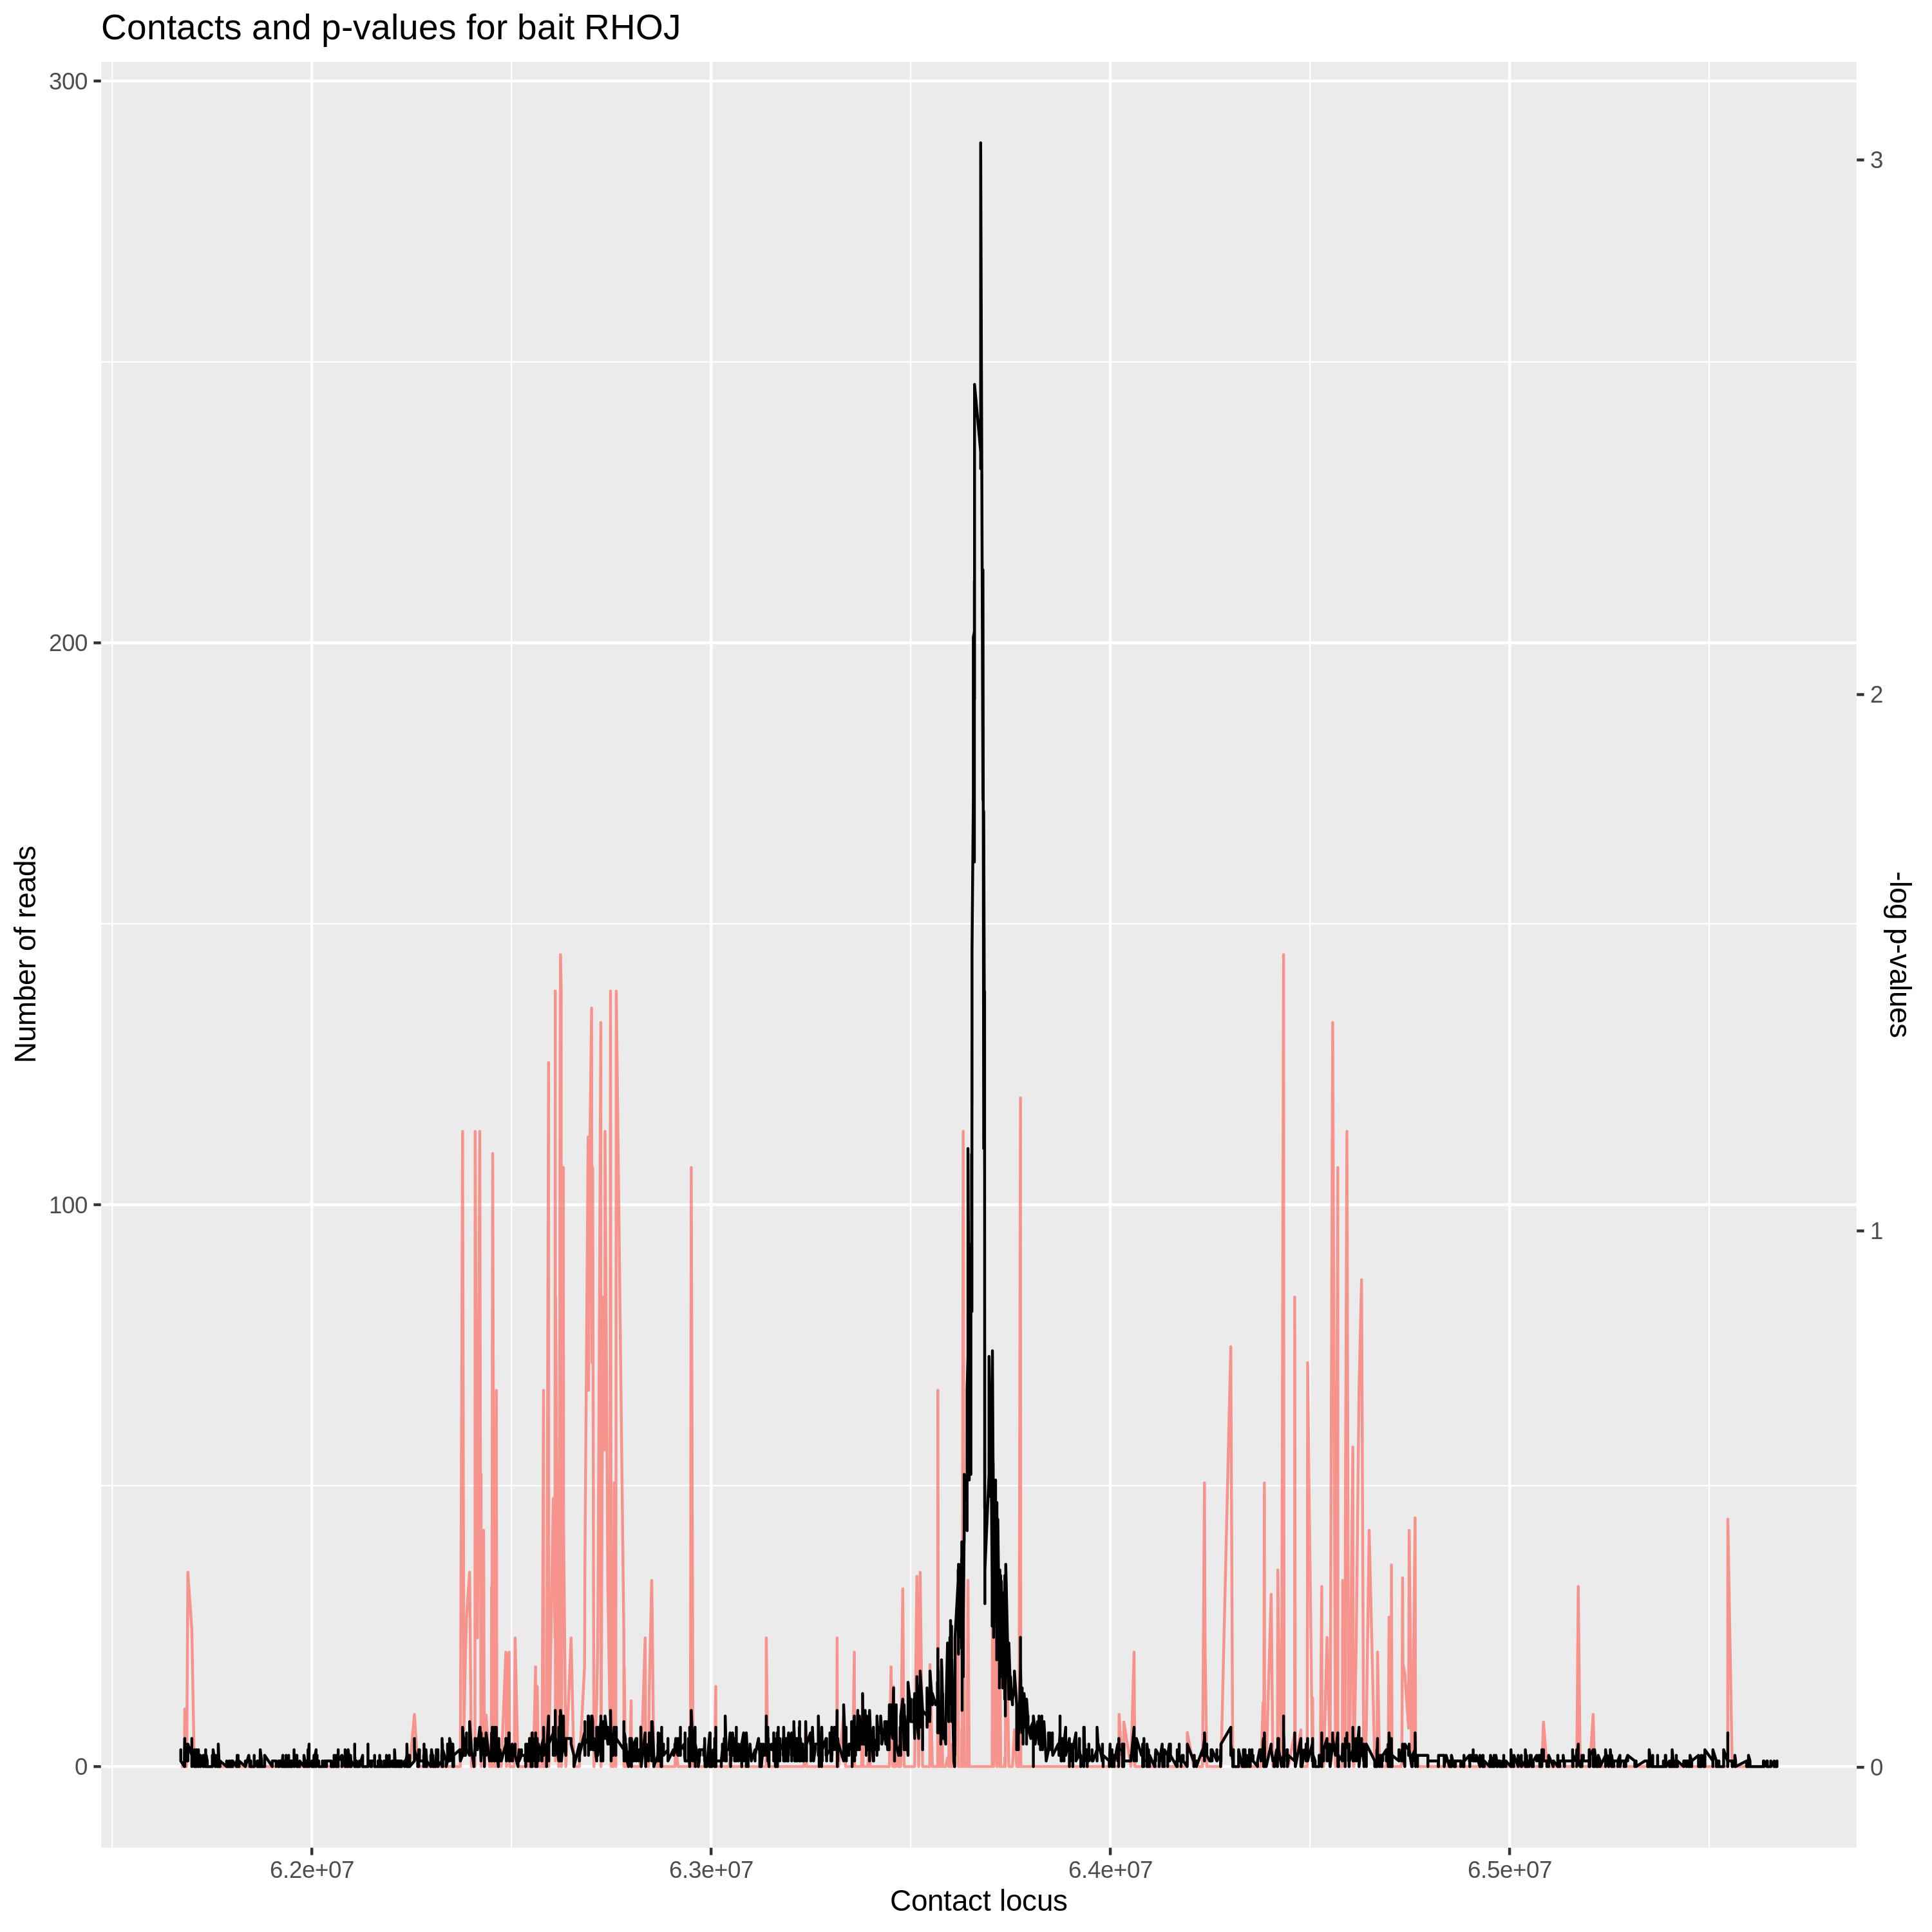 Contacts and p-values for bait RHOJ
300
200
100
0
Number of reads
3
2
1
0
-log p-values
6.2e+07 6.3e+07 6.4e+07 6.5e+07
Contact locus